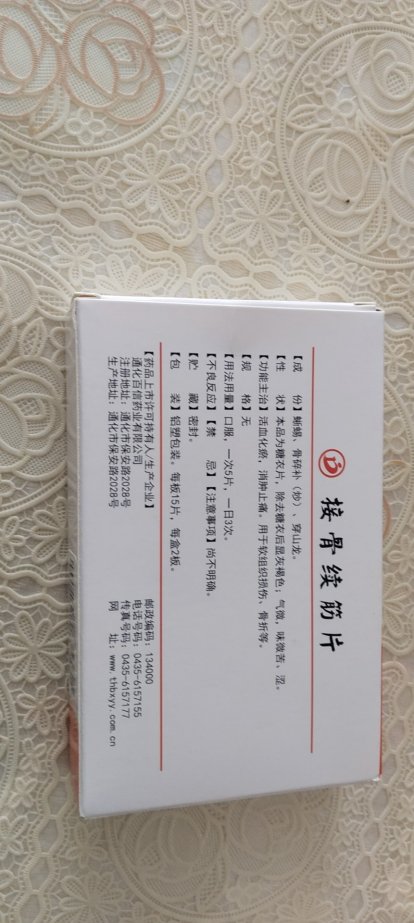 接骨续筋片
【成　　份】蜥蜴、骨碎补（炒）、穿山龙。
【性　　状】本品为糖衣片，除去糖衣后显灰褐色；气微，味微苦、涩。
【功能主治】活血化瘀，消肿止痛。用于软组织损伤、骨折等。
【规　　格】无
【用法用量】口服，一次5片，一日3次。
【不良反应】【禁　　忌】【注意事项】尚不明确。
【贮　　藏】密封。
【包　　装】铝塑包装。每板15片，每盒2板。
【药品上市许可持有人/生产企业】
通化百信药业有限公司
注册地址：通化市保安路2028号
生产地址：通化市保安路2028号
邮政编码：134000
电话号码：0435-6157155
传真号码：0435-6157177
网　　址：www.thbxyy.com.cn